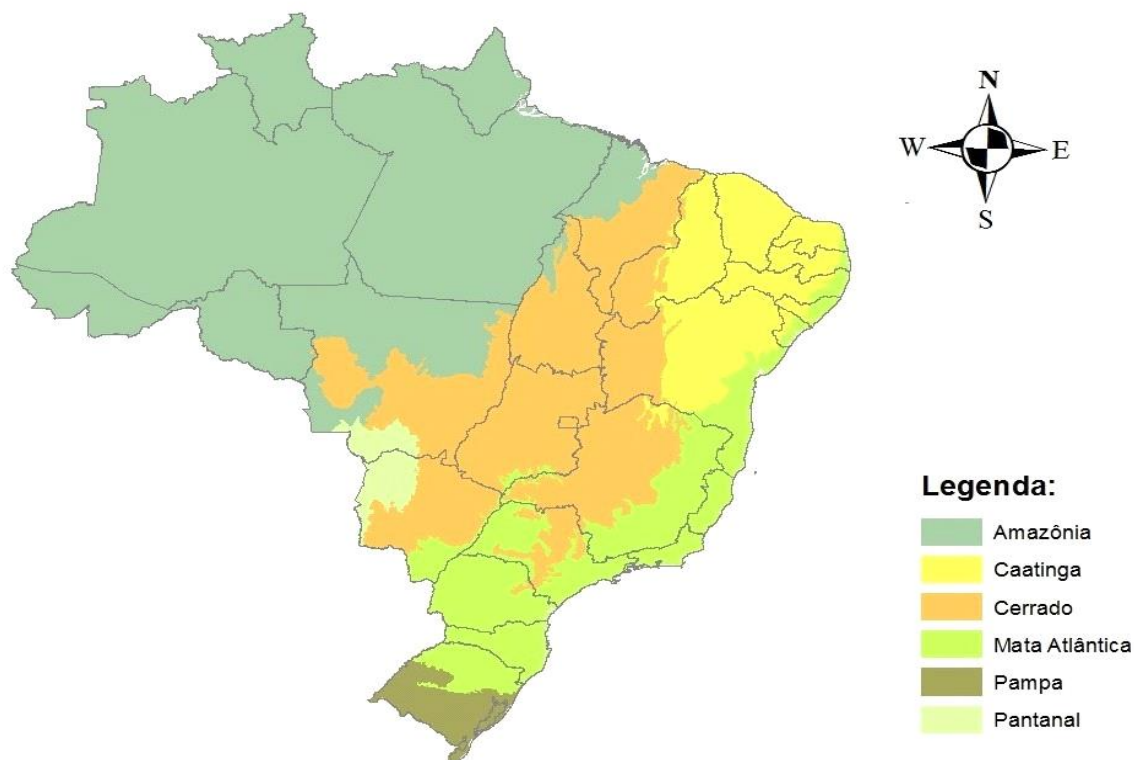 N
W E
S
Legenda:
Amazônia
Caatinga
Cerrado
Mata Atlântica
Pampa
Pantanal